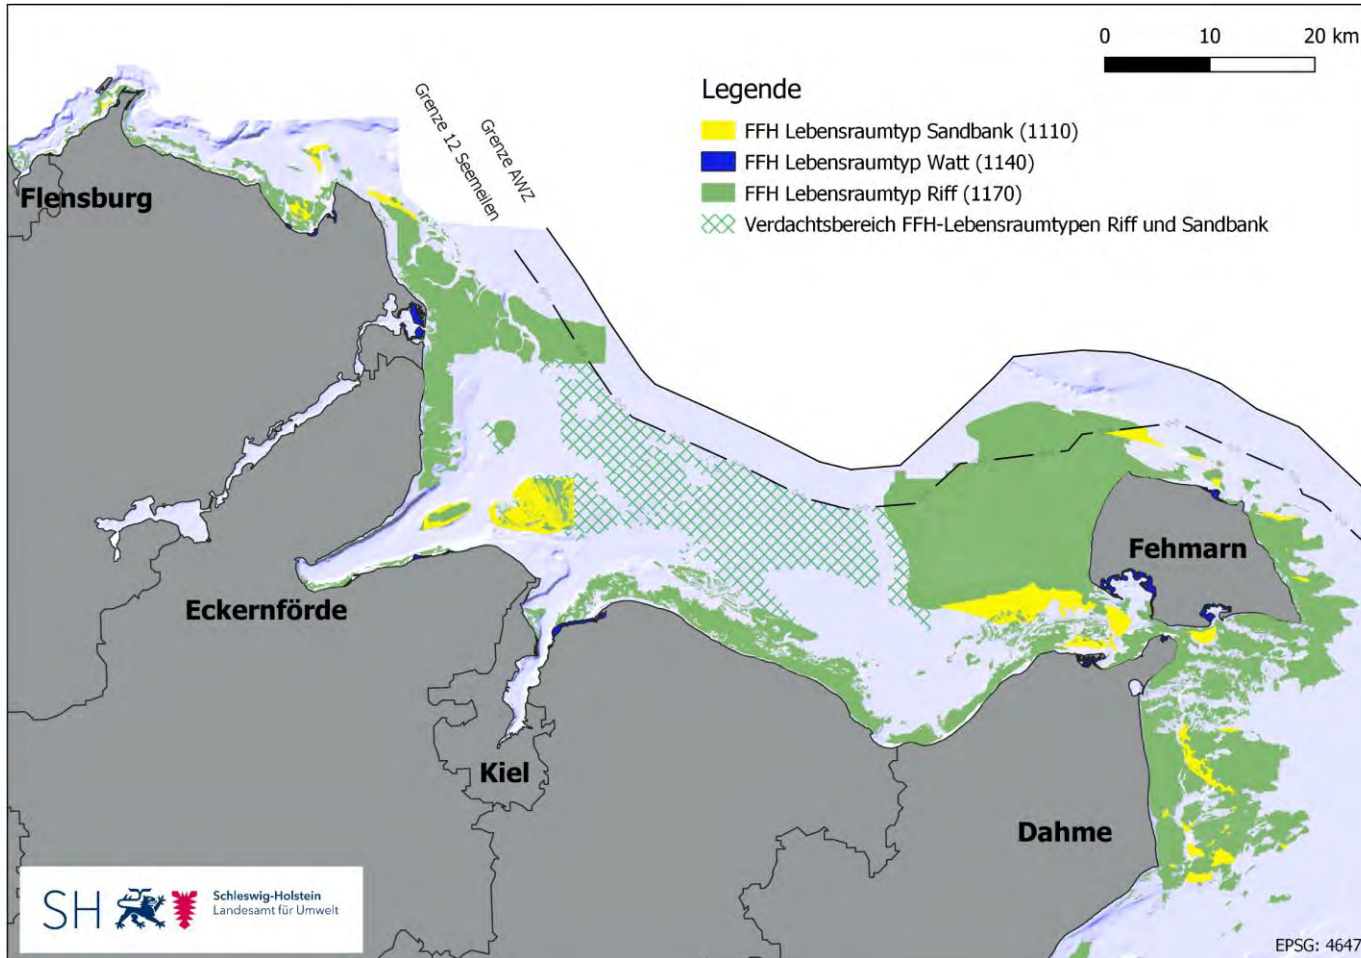 0 10 20 km
Legende
FFH Lebensraumtyp Sandbank (1110)
FFH Lebensraumtyp Watt (1140)
FFH Lebensraumtyp Riff (1170)
Verdachtsbereich FFH-Lebensraumtypen Riff und Sandbank
Grenze 12 Seemeilen
Grenze AWZ
Flensburg
Fehmarn
Eckernförde
Kiel
Dahme
SH
Schleswig-Holstein
Landesamt für Umwelt
EPSG: 4647